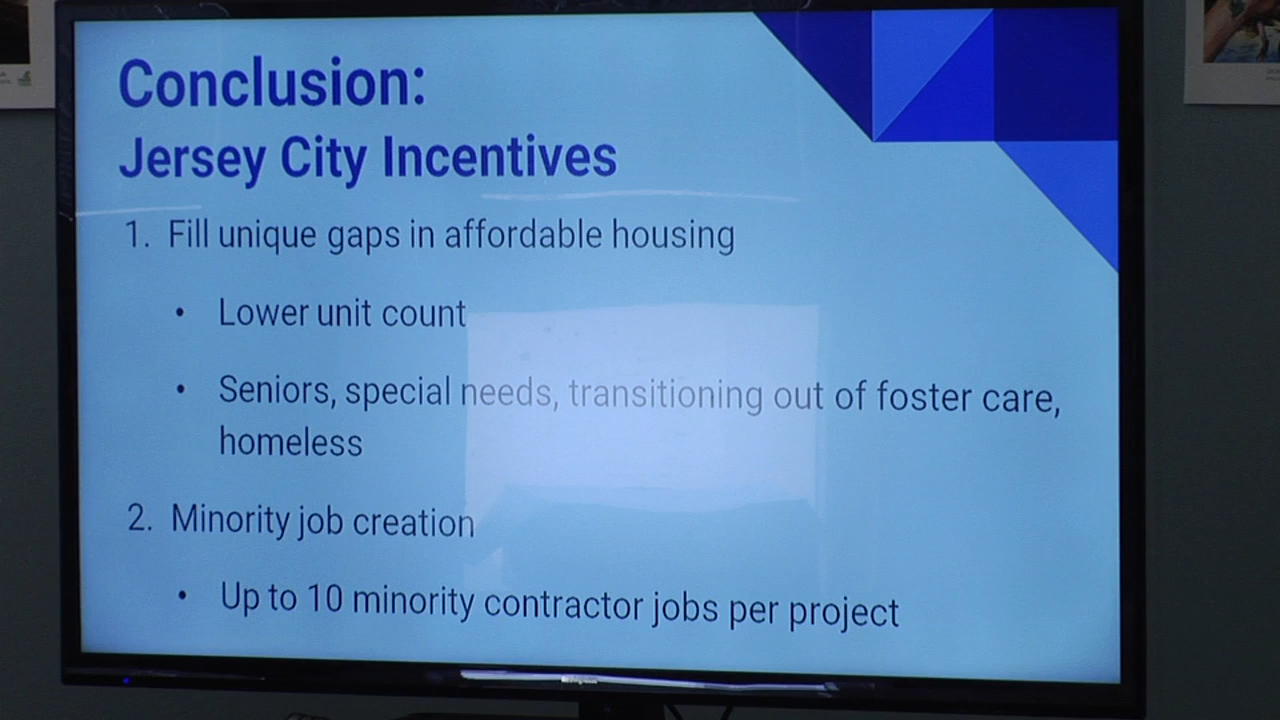 Conclusion:
Jersey City Incentives
1. Fill unique gaps in affordable housing
• Lower unit count
• Seniors, special needs, transitioning out of foster care,
homeless
2. Minority job creation
• Up to 10 minority contractor jobs per project